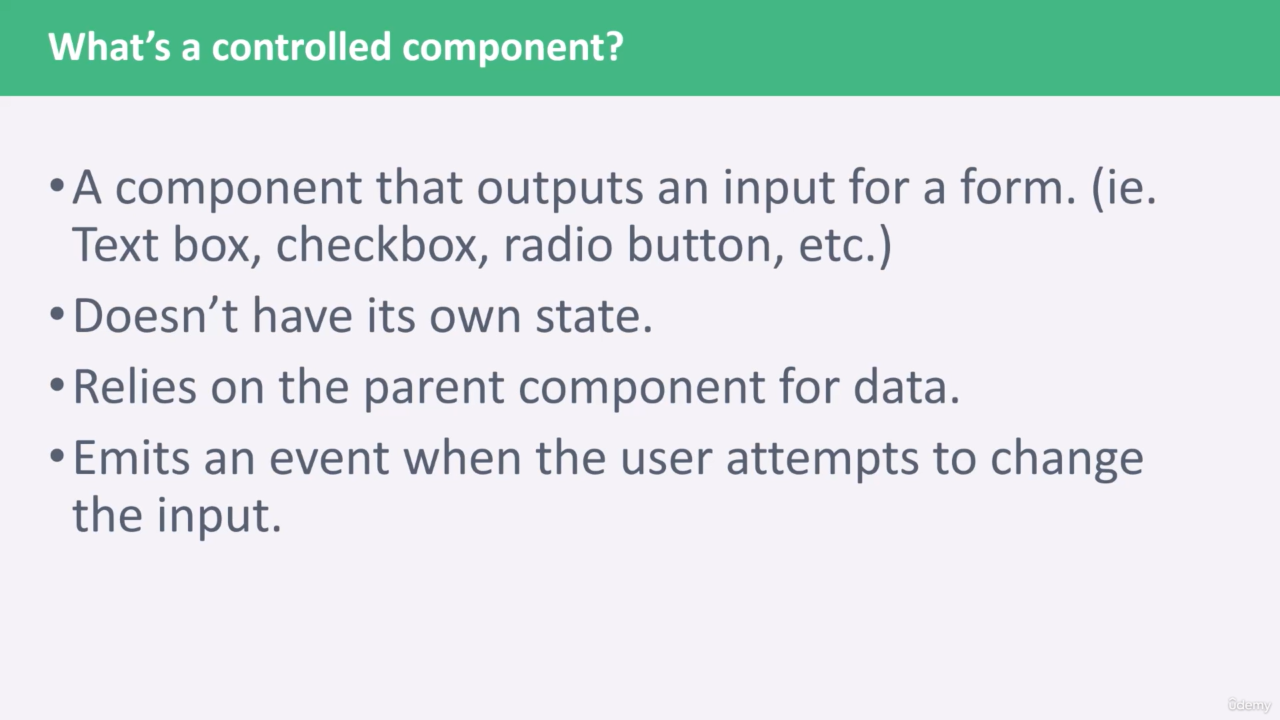 What’s a controlled component?
•A component that outputs an input for a form. (ie.
Text box, checkbox, radio button, etc.)
•Doesn’t have its own state.
•Relies on the parent component for data.
•Emits an event when the user attempts to change
the input.
ûdemy